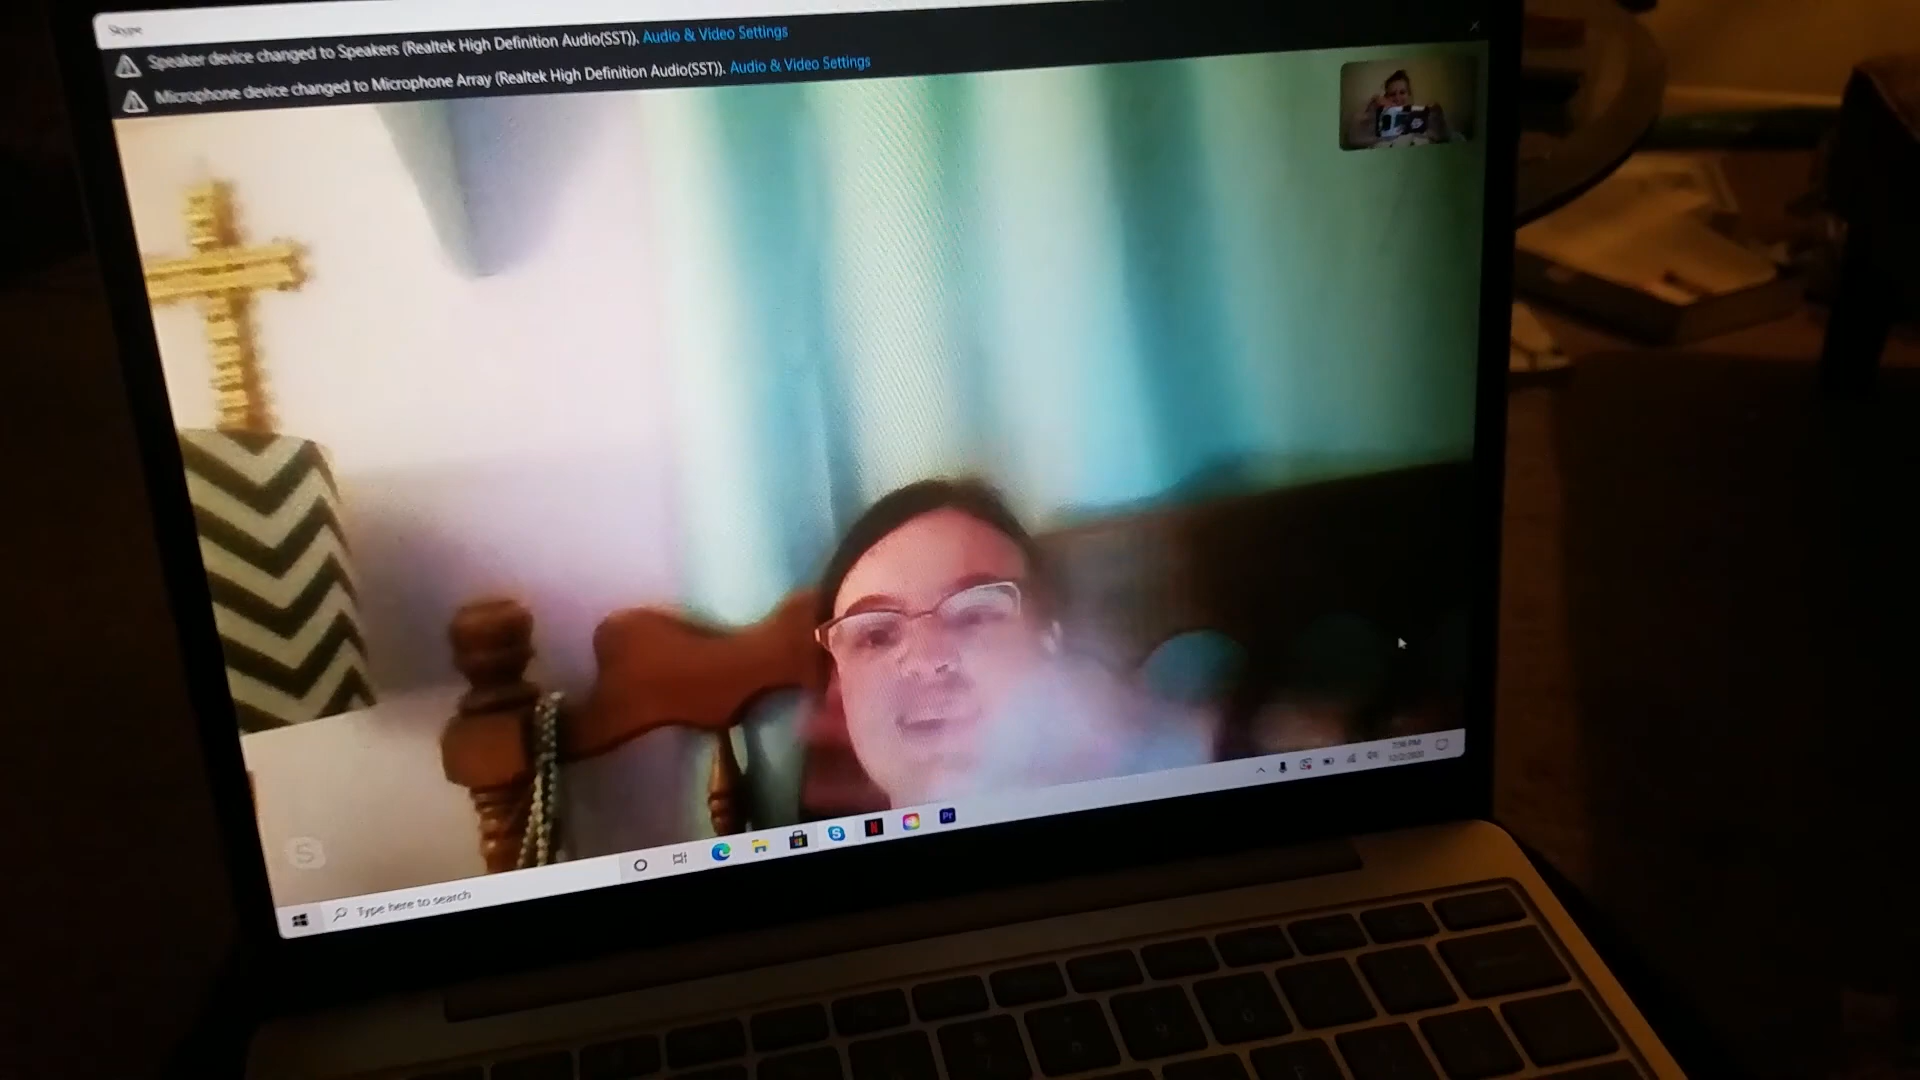 Skype
Speaker device changed to Speakers (Realtek High Definition Audio(SST)). Audio & Video Settings
Microphone device changed to Microphone Array (Realtek High Definition Audio(SST)). Audio & Video Settings
S
S
N
Pr
Type here to search